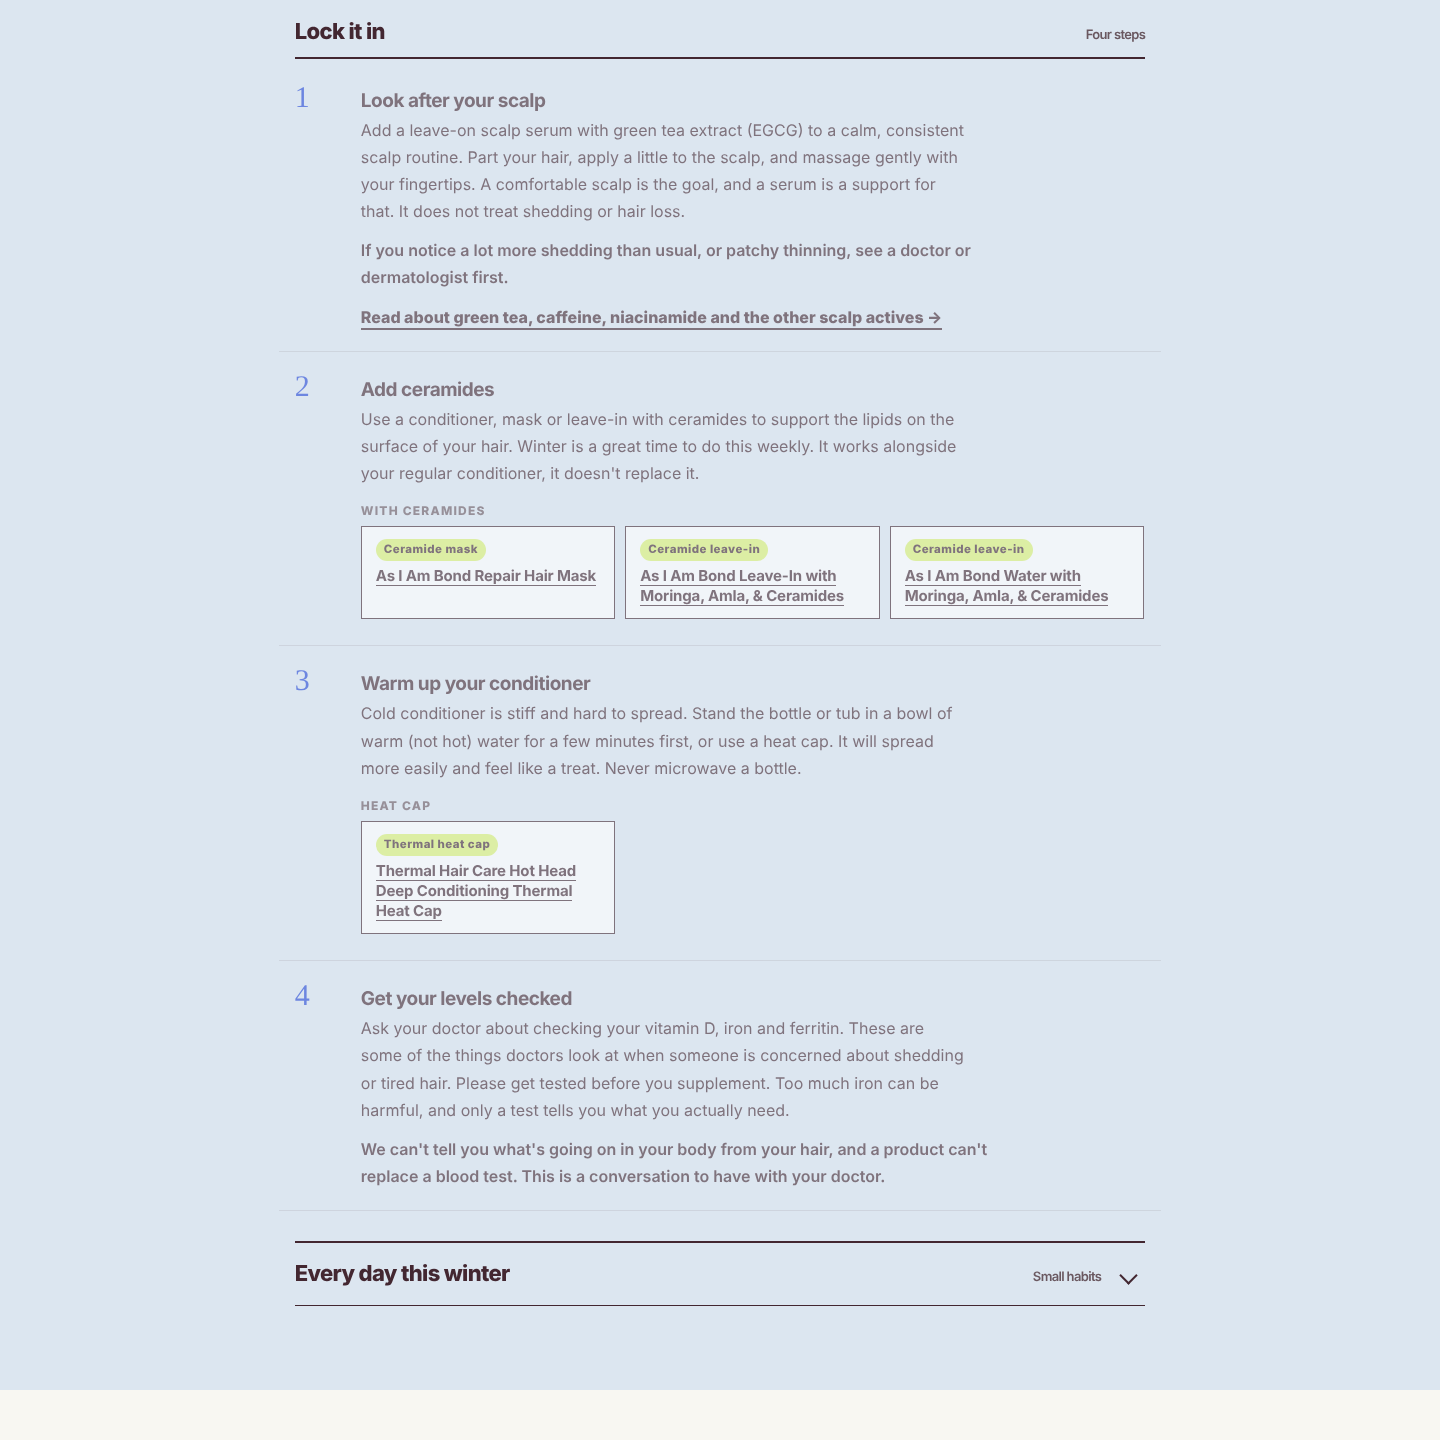 Lock it in
Four steps
1
Look after your scalp
Add a leave-on scalp serum with green tea extract (EGCG) to a calm, consistent
scalp routine. Part your hair, apply a little to the scalp, and massage gently with
your fingertips. A comfortable scalp is the goal, and a serum is a support for
that. It does not treat shedding or hair loss.
If you notice a lot more shedding than usual, or patchy thinning, see a doctor or
dermatologist first.
Read about green tea, caffeine, niacinamide and the other scalp actives →
2
Add ceramides
Use a conditioner, mask or leave-in with ceramides to support the lipids on the
surface of your hair. Winter is a great time to do this weekly. It works alongside
your regular conditioner, it doesn't replace it.
WITH CERAMIDES
Ceramide mask
As I Am Bond Repair Hair Mask
Ceramide leave-in
As I Am Bond Leave-In with
Moringa, Amla, & Ceramides
Ceramide leave-in
As I Am Bond Water with
Moringa, Amla, & Ceramides
3
Warm up your conditioner
Cold conditioner is stiff and hard to spread. Stand the bottle or tub in a bowl of
warm (not hot) water for a few minutes first, or use a heat cap. It will spread
more easily and feel like a treat. Never microwave a bottle.
HEAT CAP
Thermal heat cap
Thermal Hair Care Hot Head
Deep Conditioning Thermal
Heat Cap
4
Get your levels checked
Ask your doctor about checking your vitamin D, iron and ferritin. These are
some of the things doctors look at when someone is concerned about shedding
or tired hair. Please get tested before you supplement. Too much iron can be
harmful, and only a test tells you what you actually need.
We can't tell you what's going on in your body from your hair, and a product can't
replace a blood test. This is a conversation to have with your doctor.
Every day this winter
Small habits